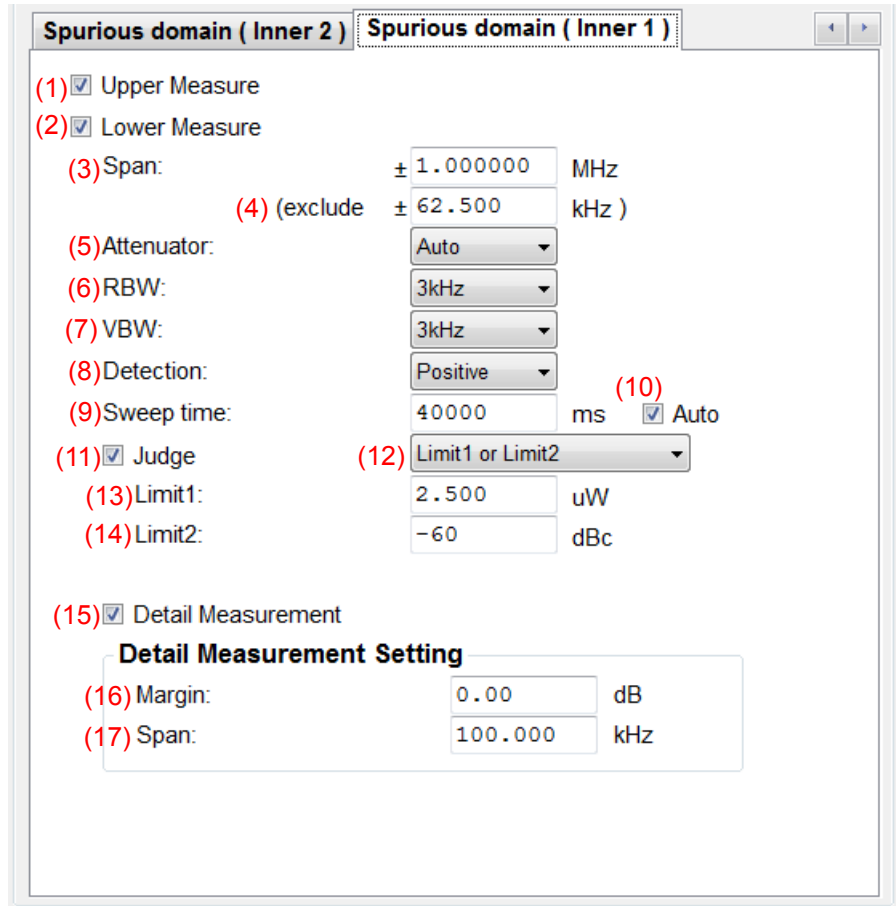 Spurious domain ( Inner 2 ) Spurious domain ( Inner 1 )
(1) Upper Measure
(2) Lower Measure
(3) Span: ± 1.000000 MHz
(4) (exclude ± 62.500 kHz )
(5) Attenuator: Auto
(6) RBW: 3kHz
(7) VBW: 3kHz
(8) Detection: Positive
(10)
(9) Sweep time: 40000 ms Auto
(11) Judge (12) Limit1 or Limit2
(13) Limit1: 2.500 uW
(14) Limit2: -60 dBc
(15) Detail Measurement
Detail Measurement Setting
(16) Margin: 0.00 dB
(17) Span: 100.000 kHz